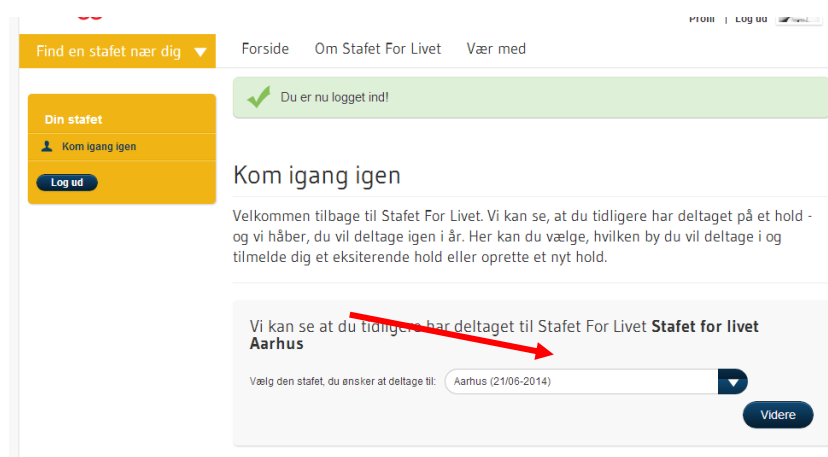 Profil | Log ud
Find en stafet nær dig
Forside Om Stafet For Livet Vær med
Du er nu logget ind!
Din stafet
Kom igang igen
Log ud
Kom igang igen
Velkommen tilbage til Stafet For Livet. Vi kan se, at du tidligere har deltaget på et hold -
og vi håber, du vil deltage igen i år. Her kan du vælge, hvilken by du vil deltage i og
tilmelde dig et eksiterende hold eller oprette et nyt hold.
Vi kan se at du tidligere har deltaget til Stafet For Livet Stafet for livet
Aarhus
Vælg den stafet, du ønsker at deltage til: Aarhus (21/06-2014)
Videre